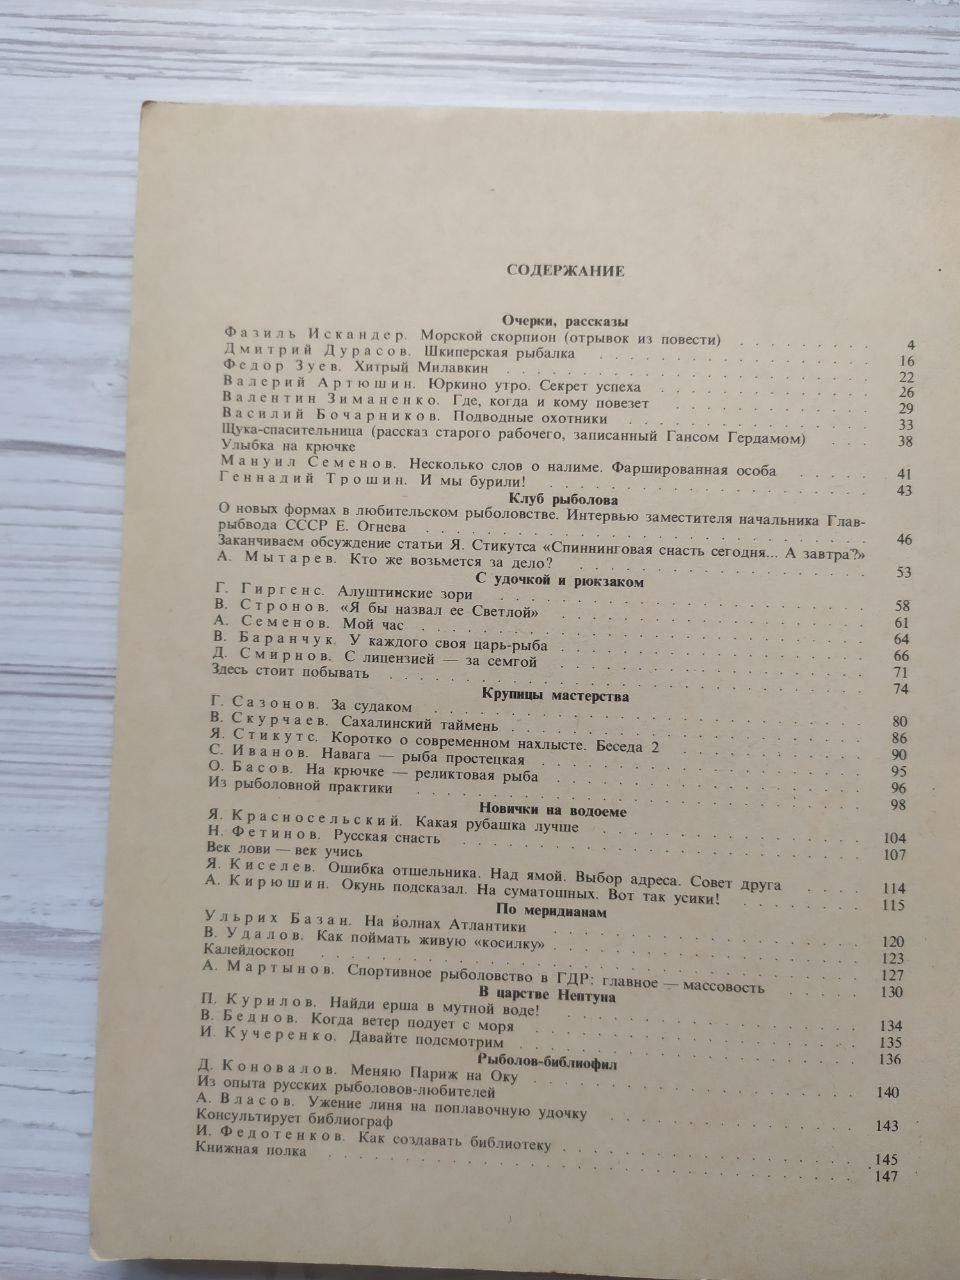 СОДЕРЖАНИЕ
Очерки, рассказы
Фазиль Искандер. Морской скорпион (отрывок из повести) 4
Дмитрий Дурасов. Шкиперская рыбалка 16
Федор Зуев. Хитрый Милавкин 22
Валерий Артюшин. Юркино утро. Секрет успеха 26
Валентин Зиманенко. Где, когда и кому повезет 29
Василий Бочарников. Подводные охотники 33
Щука-спасительница (рассказ старого рабочего, записанный Гансом Гердамом) 38
Улыбка на крючке
Мануил Семенов. Несколько слов о налиме. Фаршированная особа 41
Геннадий Трошин. И мы бурили! 43
Клуб рыболова
О новых формах в любительском рыболовстве. Интервью заместителя начальника Глав-
рыбвода СССР Е. Огнева 46
Заканчиваем обсуждение статьи Я. Стикутса «Спиннинговая снасть сегодня... А завтра?»
А. Мытарев. Кто же возьмется за дело? 53
С удочкой и рюкзаком
Г. Гиргенс. Алуштинские зори 58
В. Стронов. «Я бы назвал ее Светлой» 61
А. Семенов. Мой час 64
В. Баранчук. У каждого своя царь-рыба 66
Д. Смирнов. С лицензией — за семгой 71
Здесь стоит побывать 74
Крупицы мастерства
Г. Сазонов. За судаком 80
В. Скурчаев. Сахалинский таймень 86
Я. Стикутс. Коротко о современном нахлысте. Беседа 2 90
С. Иванов. Навага — рыба простецкая 95
О. Басов. На крючке — реликтовая рыба 96
Из рыболовной практики 98
Новички на водоеме
Я. Красносельский. Какая рубашка лучше 104
Н. Фетинов. Русская снасть 107
Век лови — век учись
Я. Киселев. Ошибка отшельника. Над ямой. Выбор адреса. Совет друга 114
А. Кирюшин. Окунь подсказал. На суматошных. Вот так усики! 115
По меридианам
Ульрих Базан. На волнах Атлантики 120
В. Удалов. Как поймать живую «косилку» 123
Калейдоскоп 127
А. Мартынов. Спортивное рыболовство в ГДР: главное — массовость 130
В царстве Нептуна
П. Курилов. Найди ерша в мутной воде! 134
В. Беднов. Когда ветер подует с моря 135
И. Кучеренко. Давайте подсмотрим 136
Рыболов-библиофил
Д. Коновалов. Меняю Париж на Оку 140
Из опыта русских рыболовов-любителей
А. Власов. Ужение линя на поплавочную удочку 143
Консультирует библиограф
И. Федотенков. Как создавать библиотеку 145
Книжная полка 147